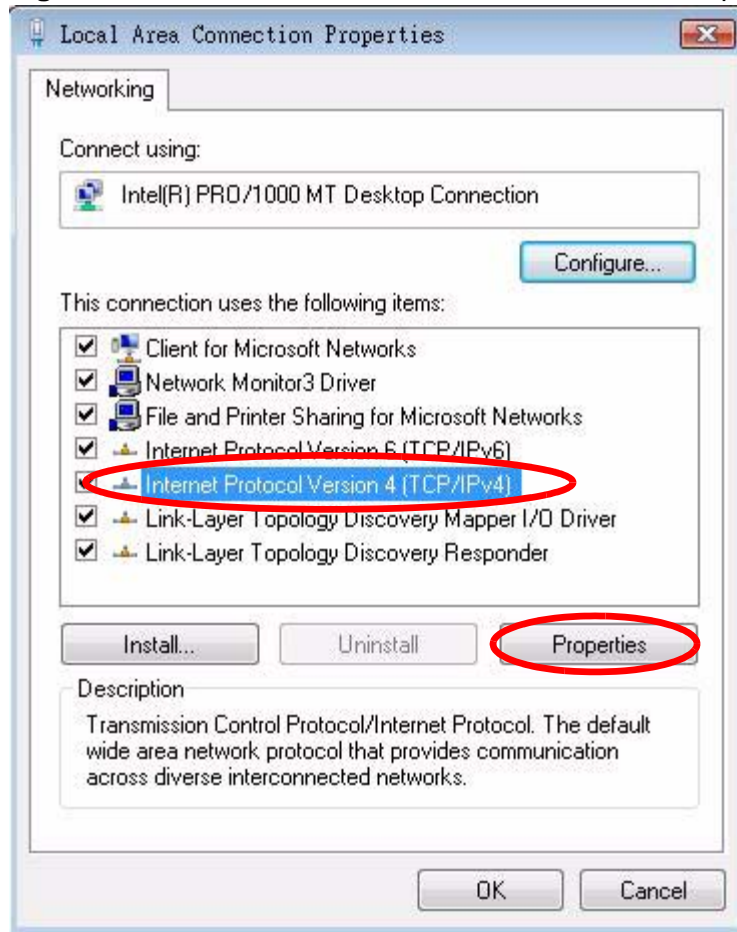 Local Area Connection Properties
Networking
Connect using:
Intel(R) PRO/1000 MT Desktop Connection
Configure...
This connection uses the following items:
Client for Microsoft Networks
Network Monitor3 Driver
File and Printer Sharing for Microsoft Networks
Internet Protocol Version 6 (TCP/IPv6)
Internet Protocol Version 4 (TCP/IPv4)
Link-Layer Topology Discovery Mapper I/O Driver
Link-Layer Topology Discovery Responder
Install... Uninstall Properties
Description
Transmission Control Protocol/Internet Protocol. The default
wide area network protocol that provides communication
across diverse interconnected networks.
OK Cancel